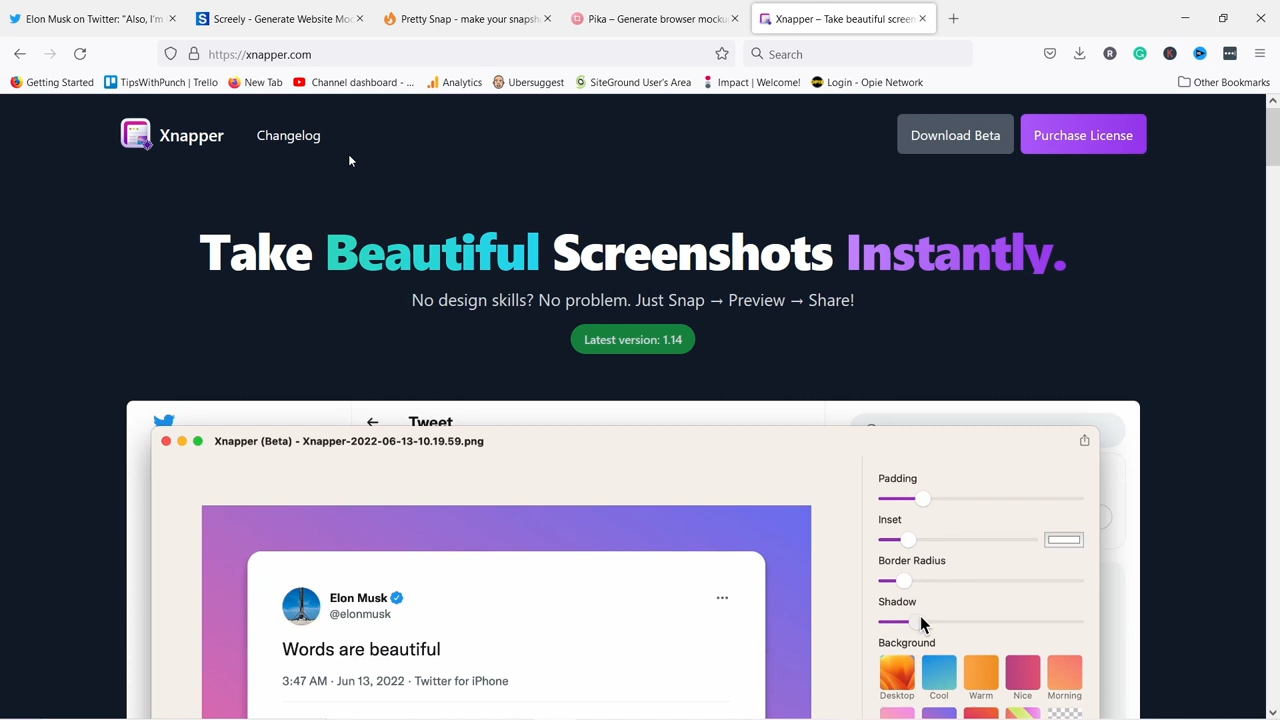 Elon Musk on Twitter: "Also, I'm
Screely - Generate Website Mo
Pretty Snap - make your snapsh
Pika – Generate browser mocku
Xnapper – Take beautiful screen
https://xnapper.com
Search
Getting Started
TipsWithPunch | Trello
New Tab
Channel dashboard - ...
Analytics
Ubersuggest
SiteGround User's Area
Impact | Welcome!
Login - Opie Network
Other Bookmarks
Xnapper
Changelog
Download Beta
Purchase License
Take Beautiful Screenshots Instantly.
No design skills? No problem. Just Snap → Preview → Share!
Latest version: 1.14
Tweet
Xnapper (Beta) - Xnapper-2022-06-13-10.19.59.png
Padding
Inset
Border Radius
Shadow
Background
Desktop
Cool
Warm
Nice
Morning
Elon Musk
@elonmusk
Words are beautiful
3:47 AM · Jun 13, 2022 · Twitter for iPhone